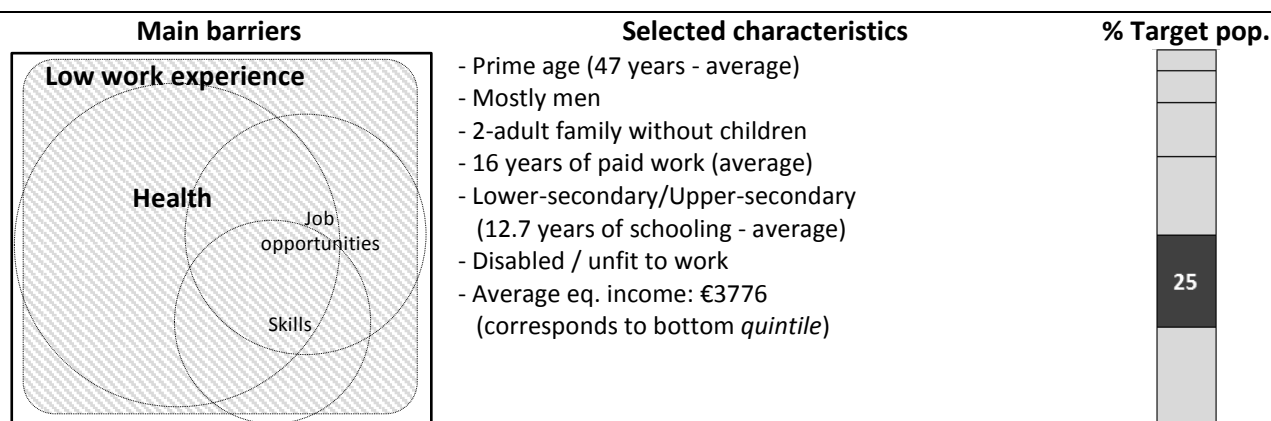 Main barriers
Low work experience
Health
Job
opportunities
Skills
Selected characteristics
- Prime age (47 years - average)
- Mostly men
- 2-adult family without children
- 16 years of paid work (average)
- Lower-secondary/Upper-secondary
(12.7 years of schooling - average)
- Disabled / unfit to work
- Average eq. income: €3776
(corresponds to bottom quintile)
% Target pop.
25